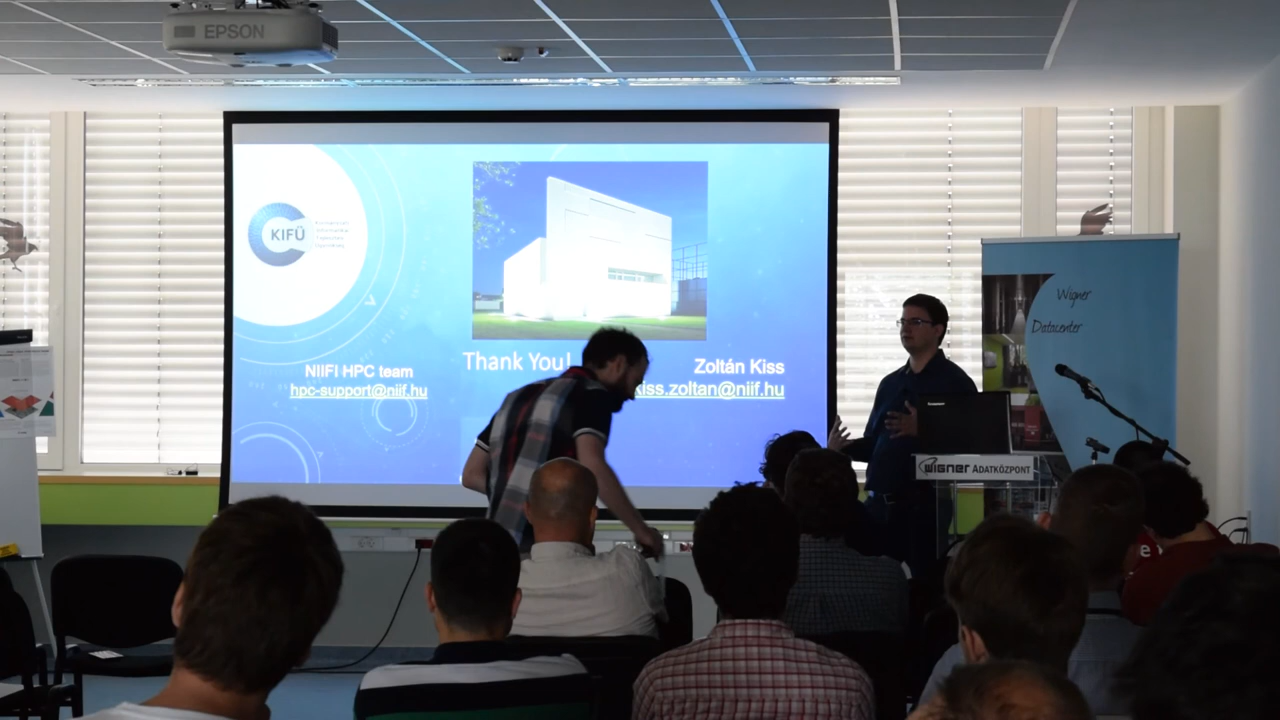 EPSON
KIFÜ
Thank You!
NIIFI HPC team
hpc-support@niif.hu
Zoltán Kiss
kiss.zoltan@niif.hu
Wigner
Datacenter
wigner ADATKÖZPONT